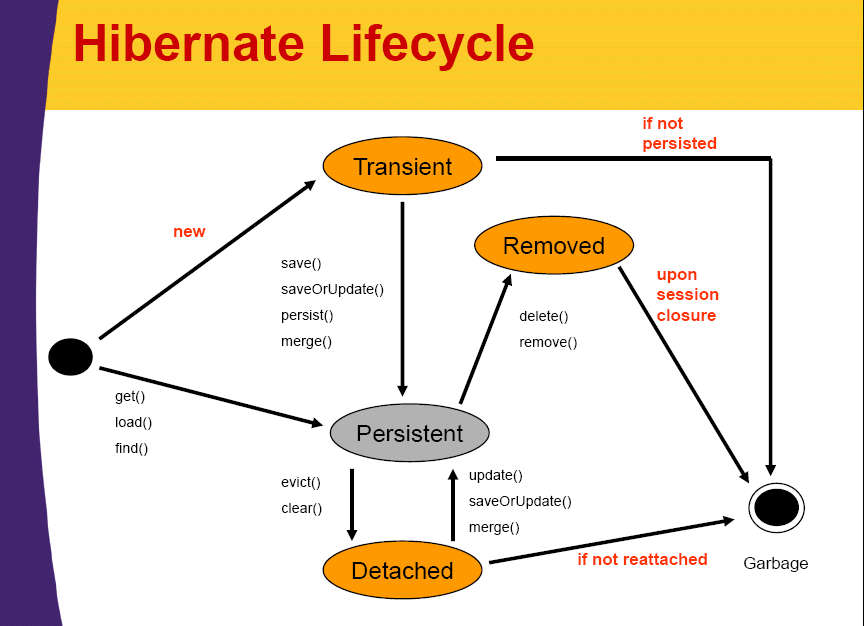 Hibernate Lifecycle
if not
persisted
Transient
new
Removed
save()
saveOrUpdate()
persist()
merge()
upon
session
closure
delete()
remove()
get()
load()
find()
Persistent
evict()
clear()
update()
saveOrUpdate()
merge()
Detached
if not reattached
Garbage